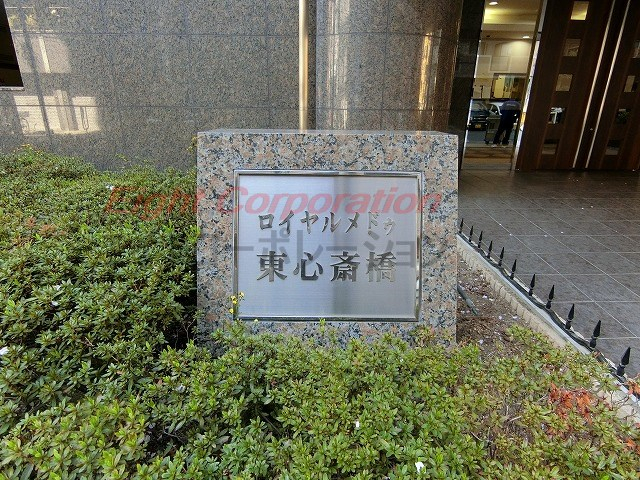 Eight Corporation
ロイヤルメドゥ
東心斎橋